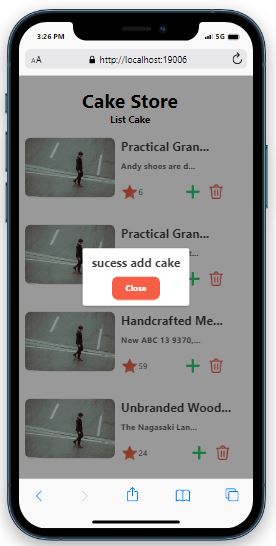 3:26 PM
5G
AA
http://localhost:19006
Cake Store
List Cake
Practical Gran...
Andy shoes are d...
6
Practical Gran...
sucess add cake
Close
Handcrafted Me...
New ABC 13 9370,...
59
Unbranded Wood...
The Nagasaki Lan...
24